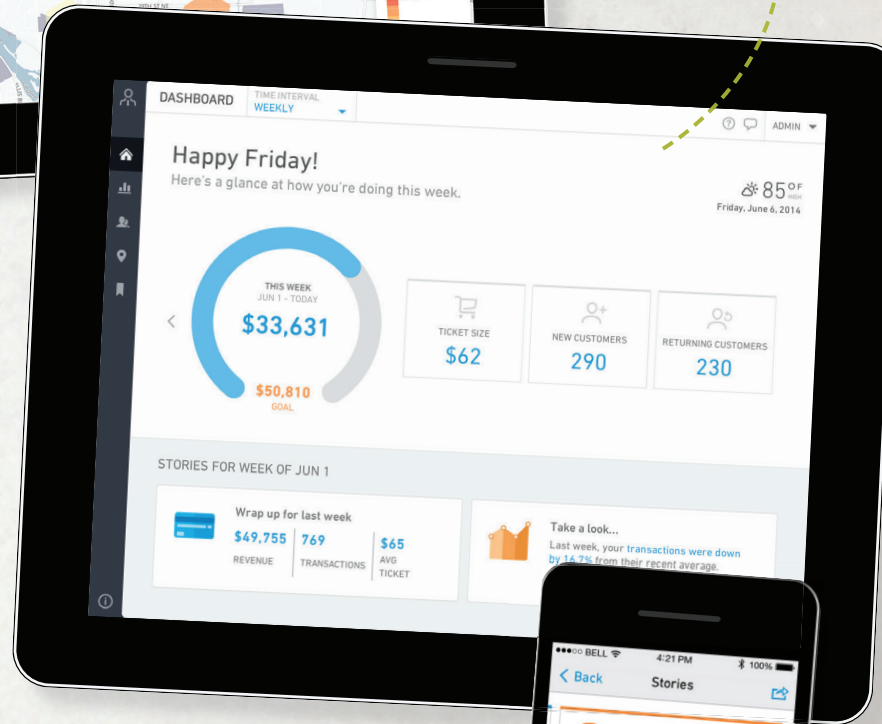 DASHBOARD
TIME INTERVAL
WEEKLY
ADMIN
Happy Friday!
Here's a glance at how you're doing this week.
85°F
Friday, June 6, 2014
THIS WEEK
JUN 1 - TODAY
$33,631
$50,810
GOAL
TICKET SIZE
$62
NEW CUSTOMERS
290
RETURNING CUSTOMERS
230
STORIES FOR WEEK OF JUN 1
Wrap up for last week
$49,755
REVENUE
769
TRANSACTIONS
$65
AVG
TICKET
Take a look...
Last week, your transactions were down
by 16.7% from their recent average.
BELL
4:21 PM
100%
Back
Stories